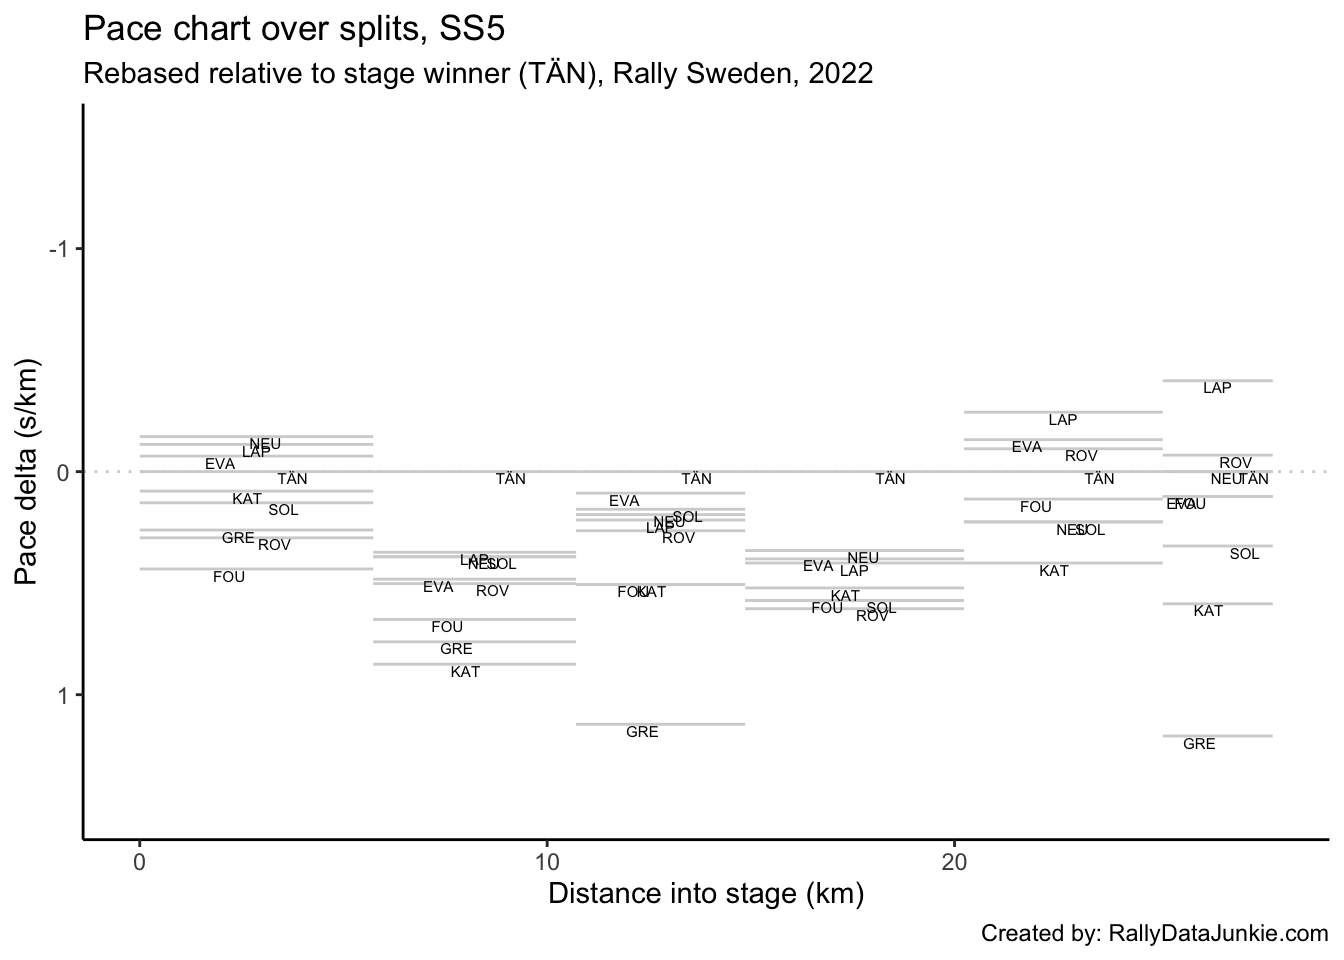 Pace chart over splits, SS5
Rebased relative to stage winner (TÄN), Rally Sweden, 2022
Pace delta (s/km)
-1
0
1
NEU
LAP
EVA
TÄN
KAT
SOL
GRE
ROV
FOU
TÄN
LAP
NEU
SOL
EVA
ROV
FOU
GRE
KAT
TÄN
EVA
SOL
NEU
LAP
ROV
FOU
KAT
GRE
TÄN
NEU
EVA
LAP
KAT
FOU
SOL
ROV
LAP
EVA
ROV
TÄN
FOU
NEU
SOL
KAT
LAP
ROV
NEU
TÄN
EVA
FOU
SOL
KAT
GRE
0 10 20
Distance into stage (km)
Created by: RallyDataJunkie.com